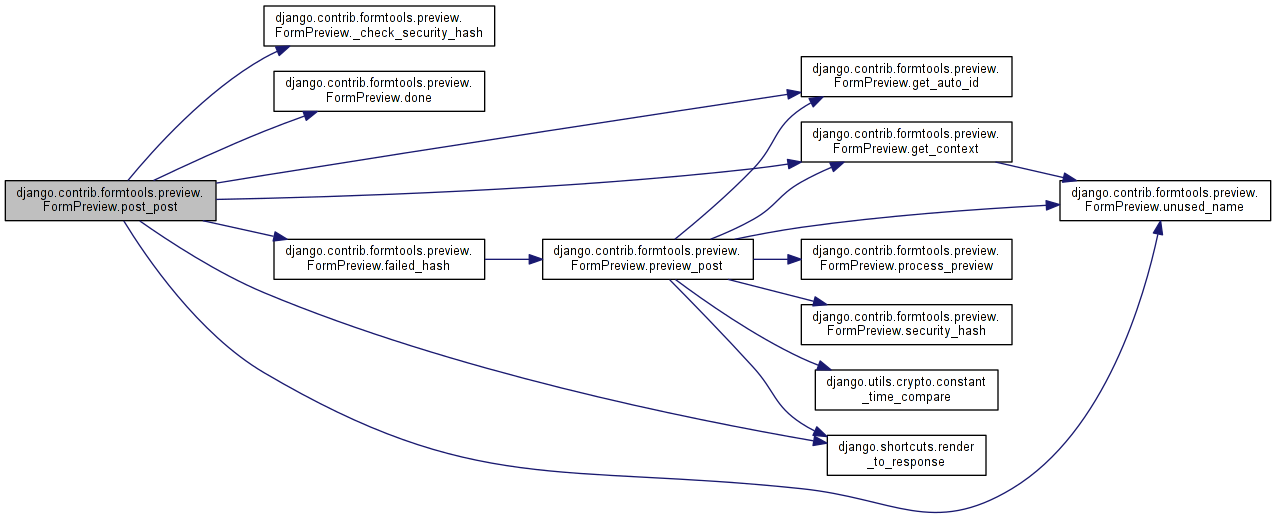 django.contrib.formtools.preview.
FormPreview._check_security_hash
django.contrib.formtools.preview.
FormPreview.done
django.contrib.formtools.preview.
FormPreview.get_auto_id
django.contrib.formtools.preview.
FormPreview.get_context
django.contrib.formtools.preview.
FormPreview.post_post
django.contrib.formtools.preview.
FormPreview.unused_name
django.contrib.formtools.preview.
FormPreview.failed_hash
django.contrib.formtools.preview.
FormPreview.preview_post
django.contrib.formtools.preview.
FormPreview.process_preview
django.contrib.formtools.preview.
FormPreview.security_hash
django.utils.crypto.constant
_time_compare
django.shortcuts.render
_to_response